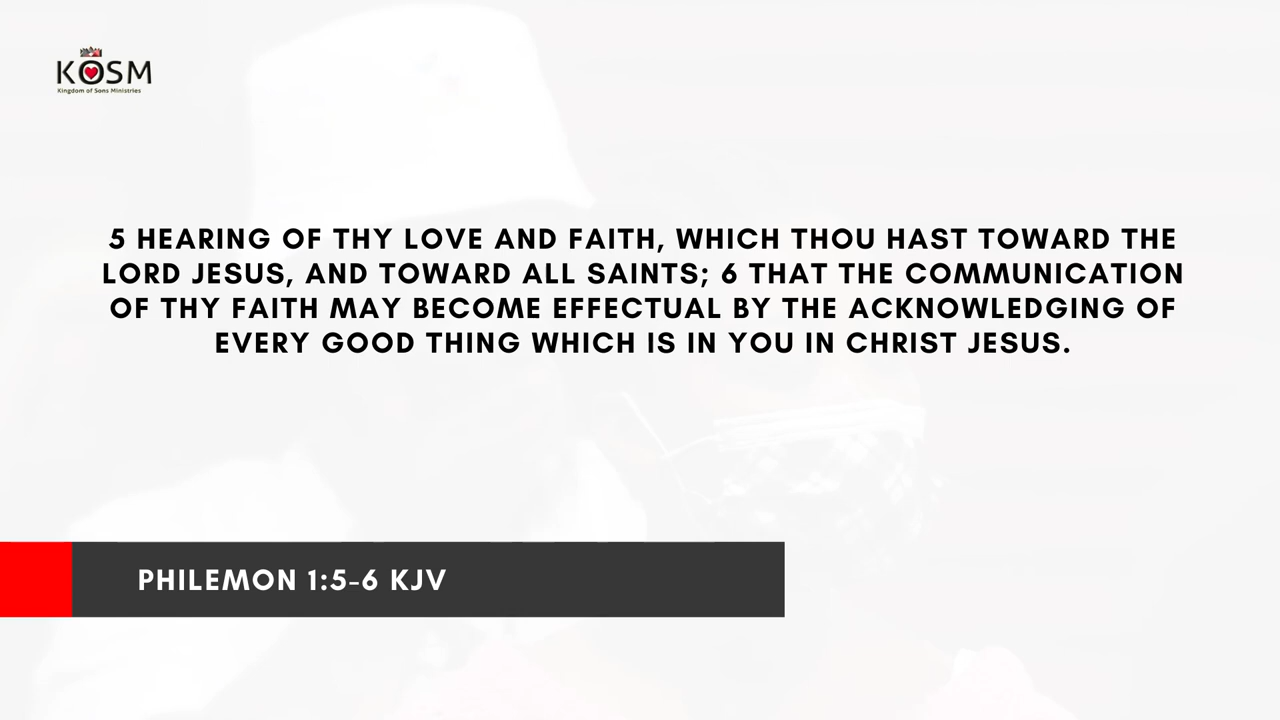 KOSM
Kingdom of Sons Ministries
5 HEARING OF THY LOVE AND FAITH, WHICH THOU HAST TOWARD THE
LORD JESUS, AND TOWARD ALL SAINTS; 6 THAT THE COMMUNICATION
OF THY FAITH MAY BECOME EFFECTUAL BY THE ACKNOWLEDGING OF
EVERY GOOD THING WHICH IS IN YOU IN CHRIST JESUS.
PHILEMON 1:5-6 KJV